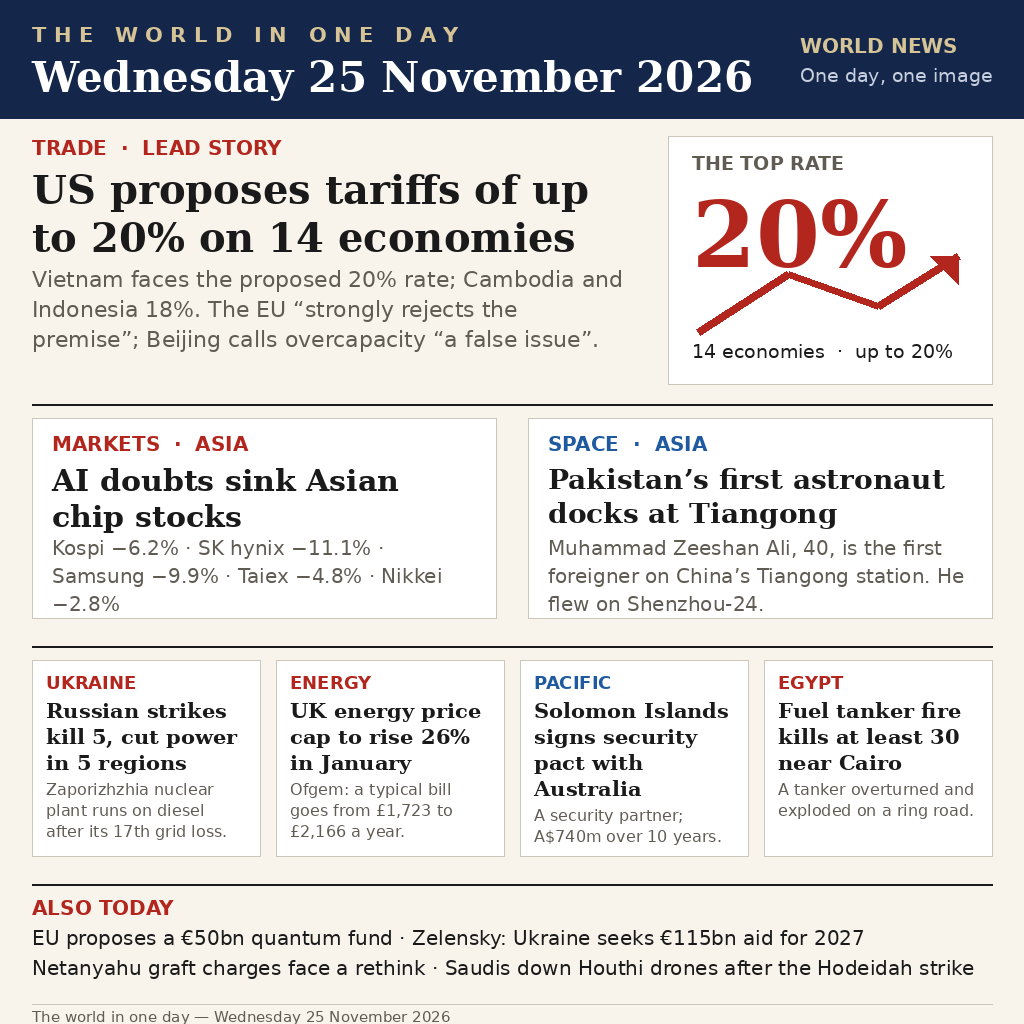 THE WORLD IN ONE DAY
Wednesday 25 November 2026
WORLD NEWS
One day, one image
TRADE · LEAD STORY
US proposes tariffs of up
to 20% on 14 economies
Vietnam faces the proposed 20% rate; Cambodia and
Indonesia 18%. The EU “strongly rejects the
premise”; Beijing calls overcapacity “a false issue”.
THE TOP RATE
20%
14 economies · up to 20%
MARKETS · ASIA
AI doubts sink Asian
chip stocks
Kospi −6.2% · SK hynix −11.1% ·
Samsung −9.9% · Taiex −4.8% · Nikkei
−2.8%
SPACE · ASIA
Pakistan’s first astronaut
docks at Tiangong
Muhammad Zeeshan Ali, 40, is the first
foreigner on China’s Tiangong station. He
flew on Shenzhou-24.
UKRAINE
Russian strikes
kill 5, cut power
in 5 regions
Zaporizhzhia nuclear
plant runs on diesel
after its 17th grid loss.
ENERGY
UK energy price
cap to rise 26%
in January
Ofgem: a typical bill
goes from £1,723 to
£2,166 a year.
PACIFIC
Solomon Islands
signs security
pact with
Australia
A security partner;
A$740m over 10 years.
EGYPT
Fuel tanker fire
kills at least 30
near Cairo
A tanker overturned and
exploded on a ring road.
ALSO TODAY
EU proposes a €50bn quantum fund · Zelensky: Ukraine seeks €115bn aid for 2027
Netanyahu graft charges face a rethink · Saudis down Houthi drones after the Hodeidah strike
The world in one day — Wednesday 25 November 2026